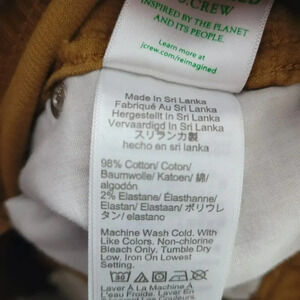 J.CREW
INSPIRED BY THE PLANET
AND ITS PEOPLE.
Learn more at
jcrew.com/reimagined
Made In Sri Lanka
Fabriqué Au Sri Lanka
Hergestellt In Sri Lanka
Vervaardigd In Sri Lanka
スリランカ製
hecho en sri lanka
98% Cotton/ Coton/
Baumwolle/ Katoen/ 綿/
algodón
2% Elastane/ Élasthanne/
Elastan/ Elastaan/ ポリウレ
タン/ elastano
Machine Wash Cold. With
Like Colors. Non-chlorine
Bleach Only, Tumble Dry
Low, Iron On Lowest
Setting.
Laver À La Machine À
L'eau Froide. Laver